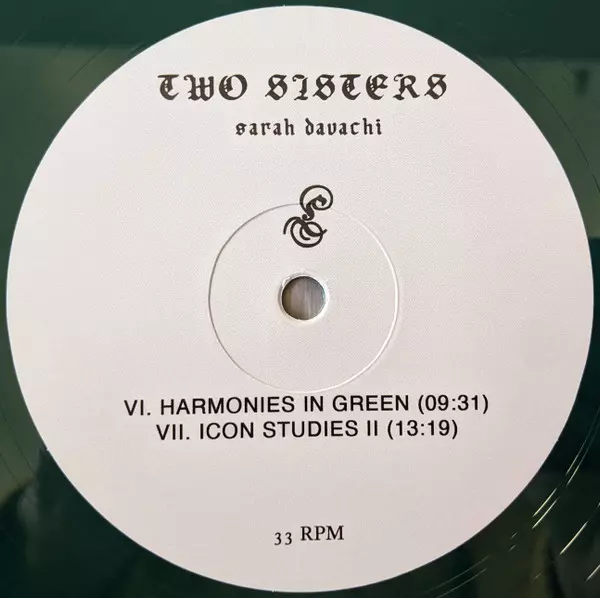 TWO SISTERS
sarah davachi
VI. HARMONIES IN GREEN (09:31)
VII. ICON STUDIES II (13:19)
33 RPM